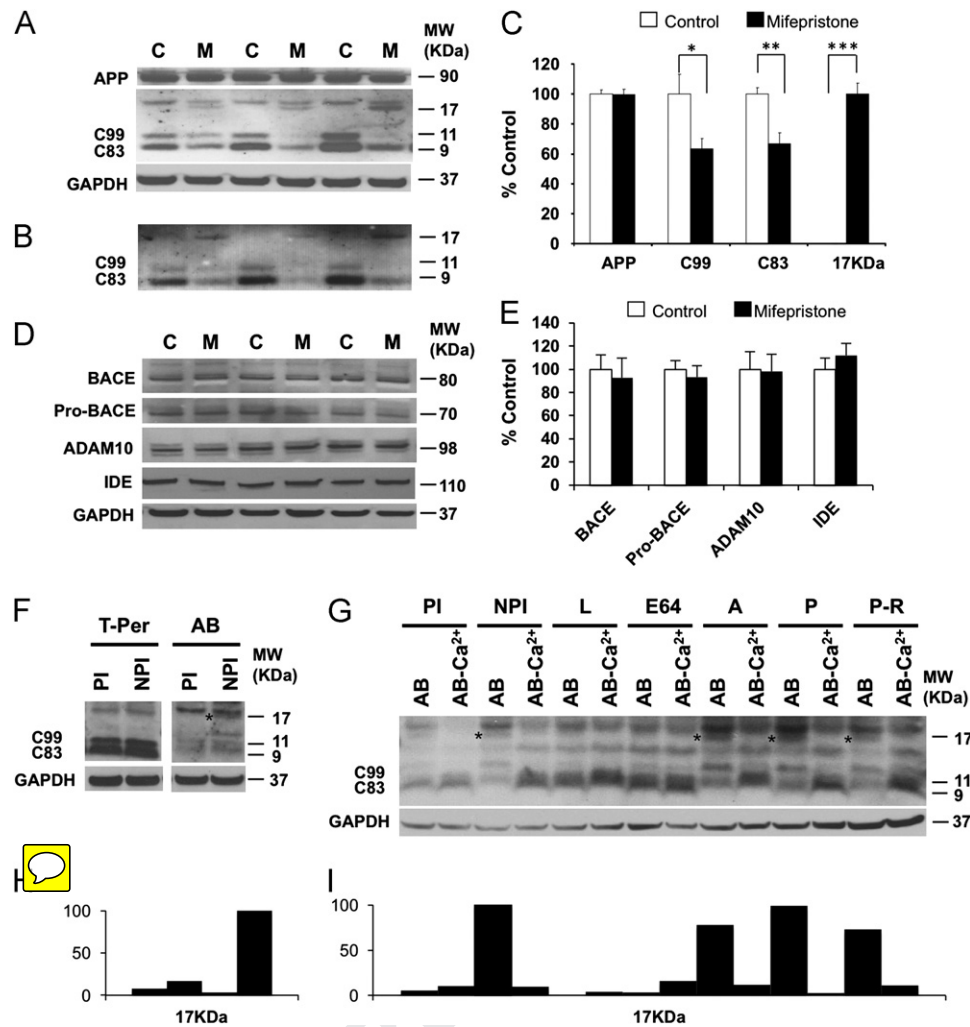 A
MW
(KDa)
C M C M C M
APP
90
17
C99
11
C83
9
GAPDH
37
B
17
C99
11
C83
9
C
Control
Mifepristone
% Control
120
100
80
60
40
20
0
*
**
***
APP C99 C83 17KDa
D
MW
(KDa)
C M C M C M
BACE
80
Pro-BACE
70
ADAM10
98
IDE
110
GAPDH
37
E
Control
Mifepristone
% Control
140
120
100
80
60
40
20
0
BACE
Pro-BACE
ADAM10
IDE
F
T-Per AB
PI NPI PI NPI
MW
(KDa)
*
17
C99
11
C83
9
GAPDH
37
G
PI NPI L E64 A P P-R
AB AB-Ca²⁺ AB AB-Ca²⁺ AB AB-Ca²⁺ AB AB-Ca²⁺ AB AB-Ca²⁺ AB AB-Ca²⁺ AB AB-Ca²⁺
MW
(KDa)
* * * *
17
C99
11
C83
9
GAPDH
37
100
50
0
17KDa
I
100
50
0
17KDa